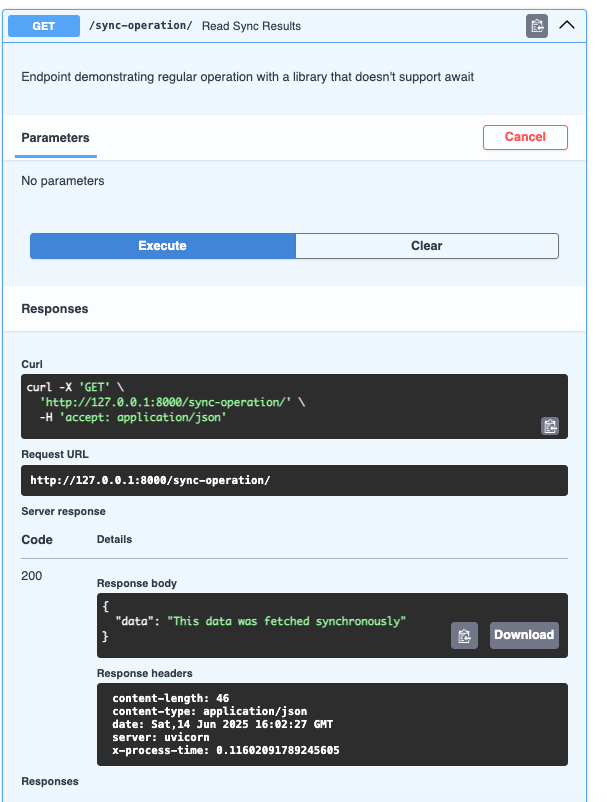 GET /sync-operation/ Read Sync Results
Endpoint demonstrating regular operation with a library that doesn't support await
Parameters Cancel
No parameters
Execute Clear
Responses
Curl
curl -X 'GET' \
  'http://127.0.0.1:8000/sync-operation/' \
  -H 'accept: application/json'
Request URL
http://127.0.0.1:8000/sync-operation/
Server response
Code Details
200
Response body
{
  "data": "This data was fetched synchronously"
}
Download
Response headers
content-length: 46
content-type: application/json
date: Sat,14 Jun 2025 16:02:27 GMT
server: uvicorn
x-process-time: 0.11602091789245605
Responses